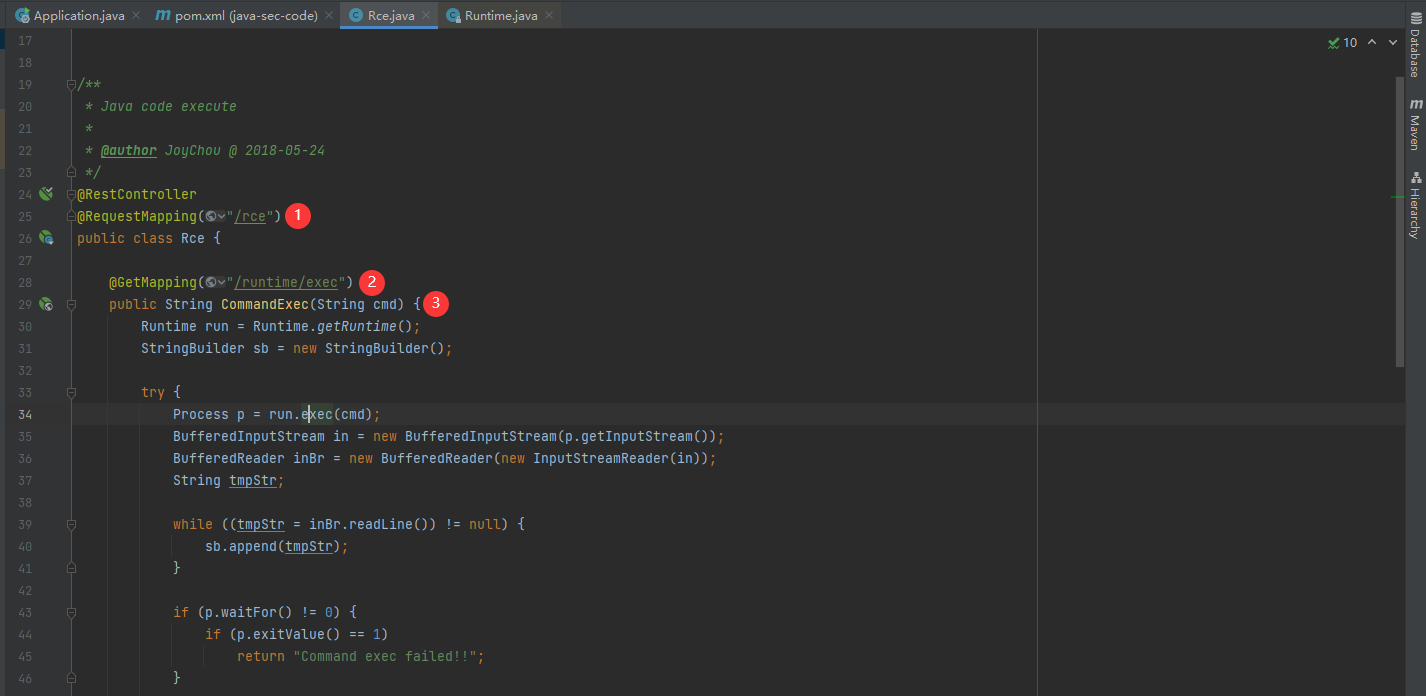 Application.java × pom.xml (java-sec-code) × Rce.java × Runtime.java ×
10
Database
Maven
Hierarchy
17
18
19 /**
20 * Java code execute
21 *
22 * @author JoyChou @ 2018-05-24
23 */
24 @RestController
25 @RequestMapping("/rce") 1
26 public class Rce {
27
28 @GetMapping("/runtime/exec") 2
29 public String CommandExec(String cmd) { 3
30 Runtime run = Runtime.getRuntime();
31 StringBuilder sb = new StringBuilder();
32
33 try {
34 Process p = run.exec(cmd);
35 BufferedInputStream in = new BufferedInputStream(p.getInputStream());
36 BufferedReader inBr = new BufferedReader(new InputStreamReader(in));
37 String tmpStr;
38
39 while ((tmpStr = inBr.readLine()) != null) {
40 sb.append(tmpStr);
41 }
42
43 if (p.waitFor() != 0) {
44 if (p.exitValue() == 1)
45 return "Command exec failed!!";
46 }